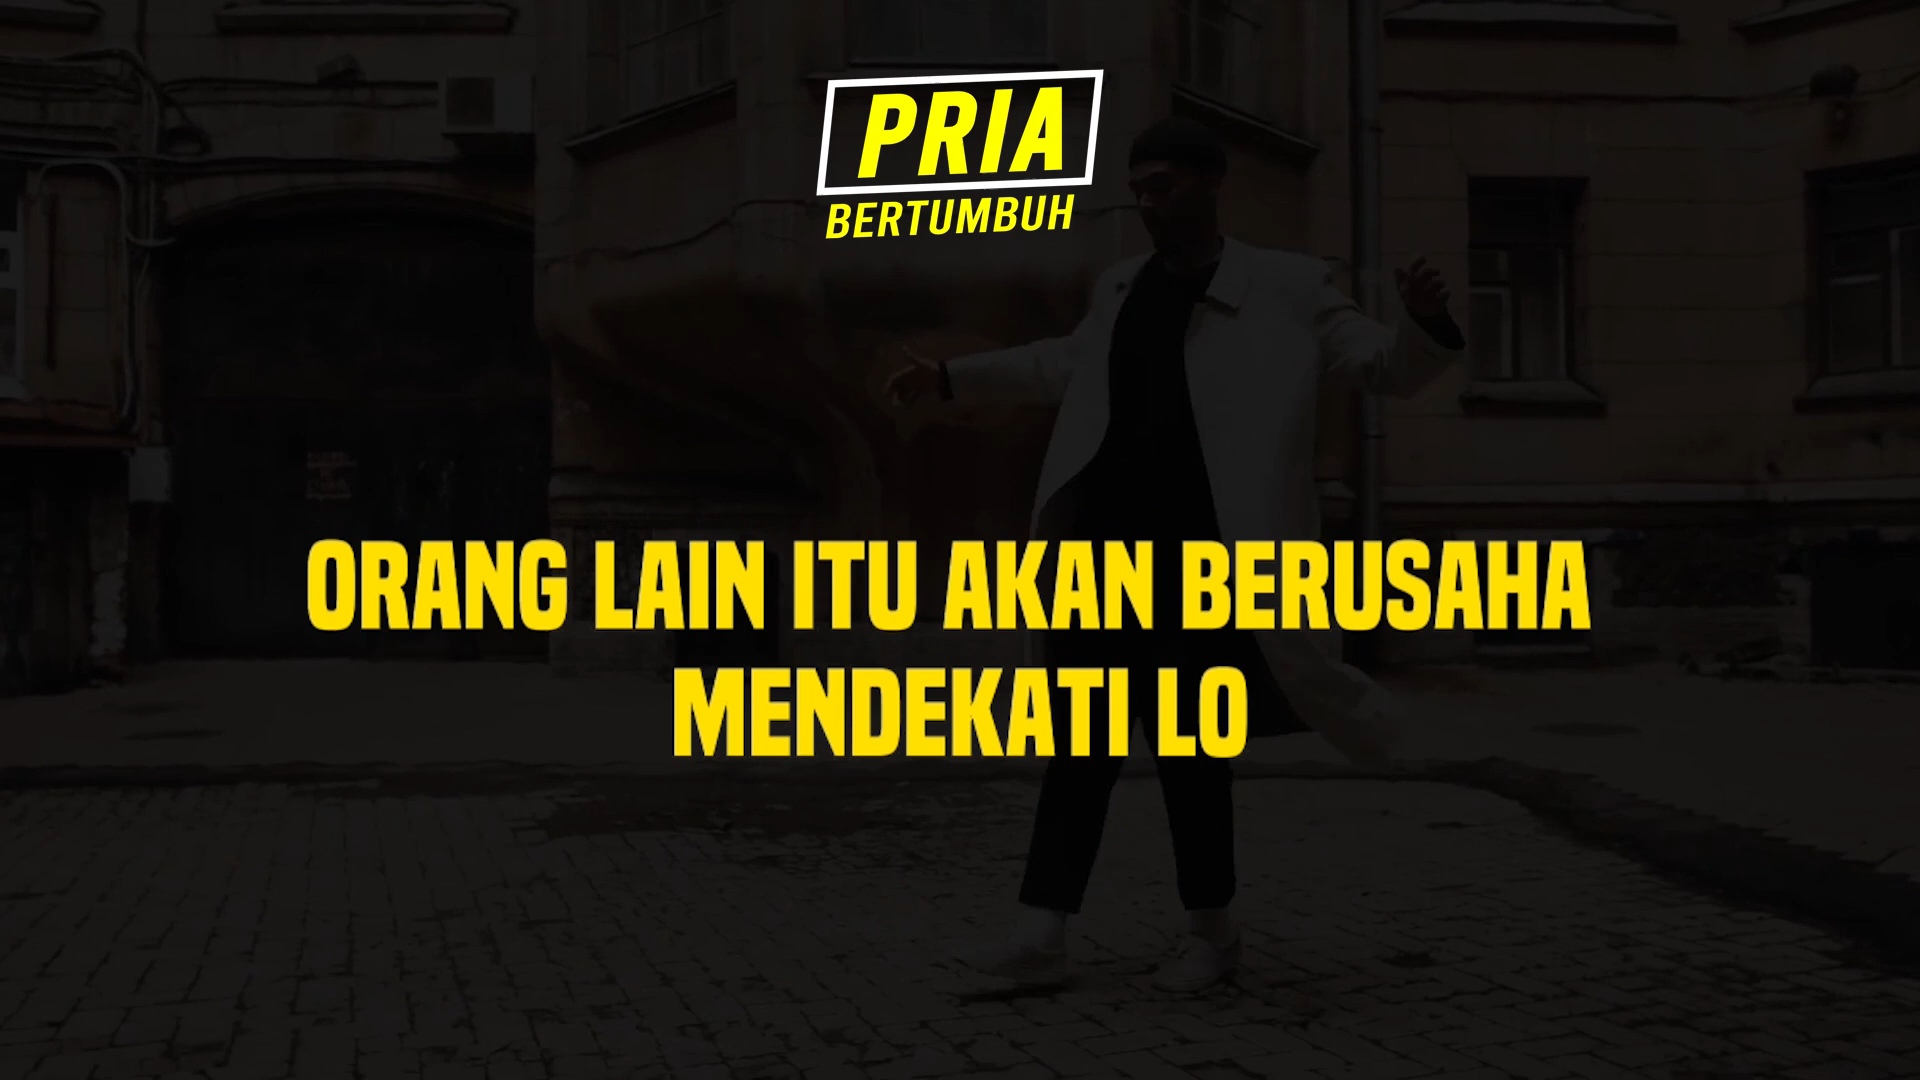 PRIA
BERTUMBUH
ORANG LAIN ITU AKAN BERUSAHA
MENDEKATI LO